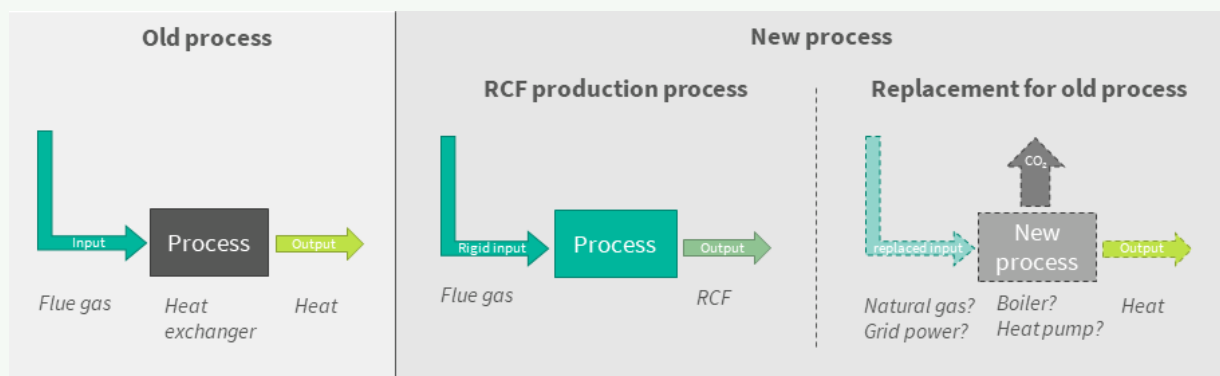 Old process
New process
RCF production process
Replacement for old process
Input
Process
Output
Flue gas
Heat
exchanger
Heat
Rigid input
Process
Output
Flue gas
RCF
CO₂
replaced input
New
process
Output
Natural gas?
Grid power?
Boiler?
Heat pump?
Heat